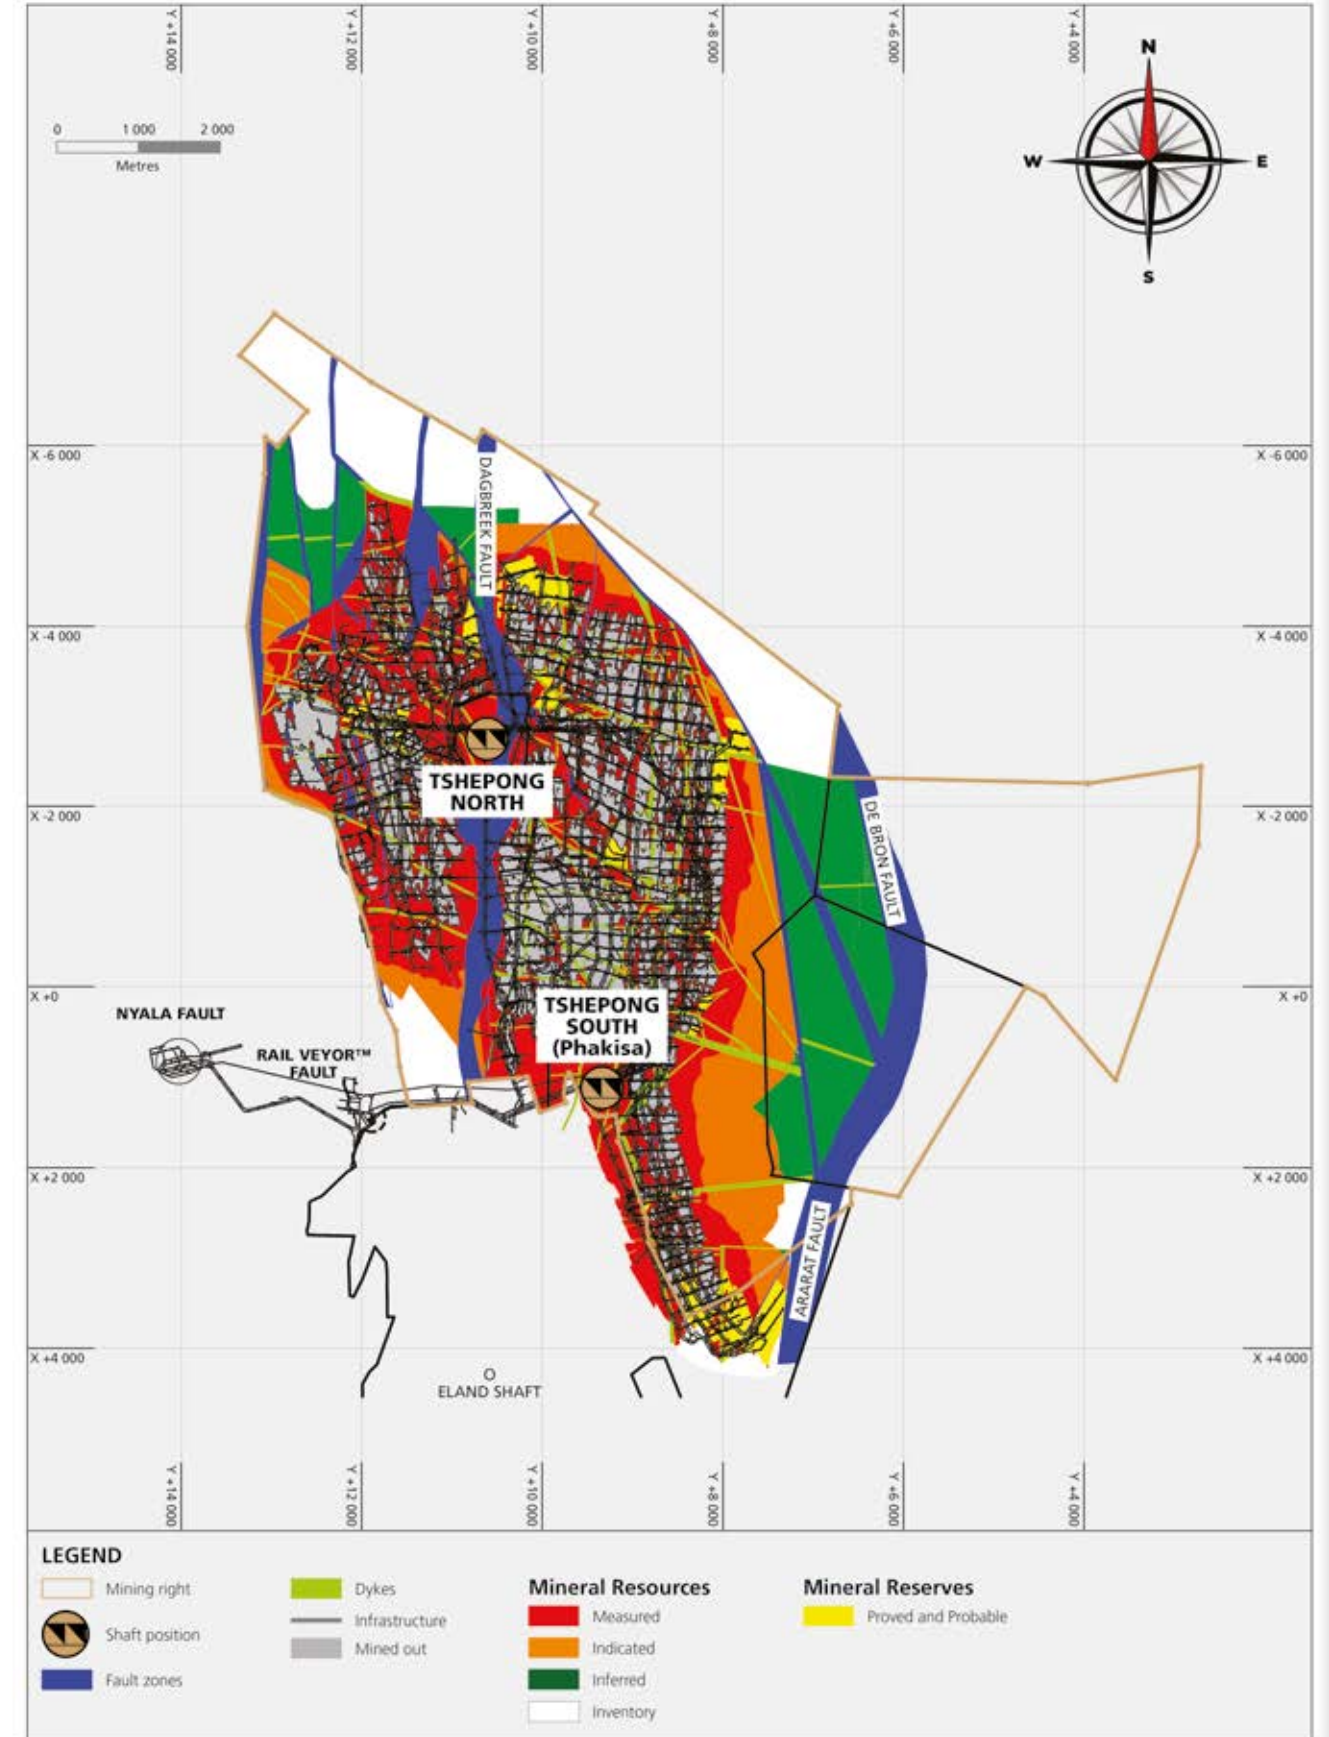 Y +14 000
Y +12 000
Y +10 000
Y +8 000
Y +6 000
Y +4 000
N
W
E
S
0 1 000 2 000
Metres
X -6 000
X -6 000
DAGBREEK FAULT
X -4 000
X -4 000
TSHEPONG
NORTH
X -2 000
X -2 000
DE BRON FAULT
X +0
X +0
TSHEPONG
SOUTH
(Phakisa)
NYALA FAULT
RAIL VEYOR™
FAULT
X +2 000
X +2 000
ARARAT FAULT
X +4 000
X +4 000
ELAND SHAFT
Y +14 000
Y +12 000
Y +10 000
Y +8 000
Y +6 000
Y +4 000
LEGEND
Mining right
Shaft position
Fault zones
Dykes
Infrastructure
Mined out
Mineral Resources
Measured
Indicated
Inferred
Inventory
Mineral Reserves
Proved and Probable